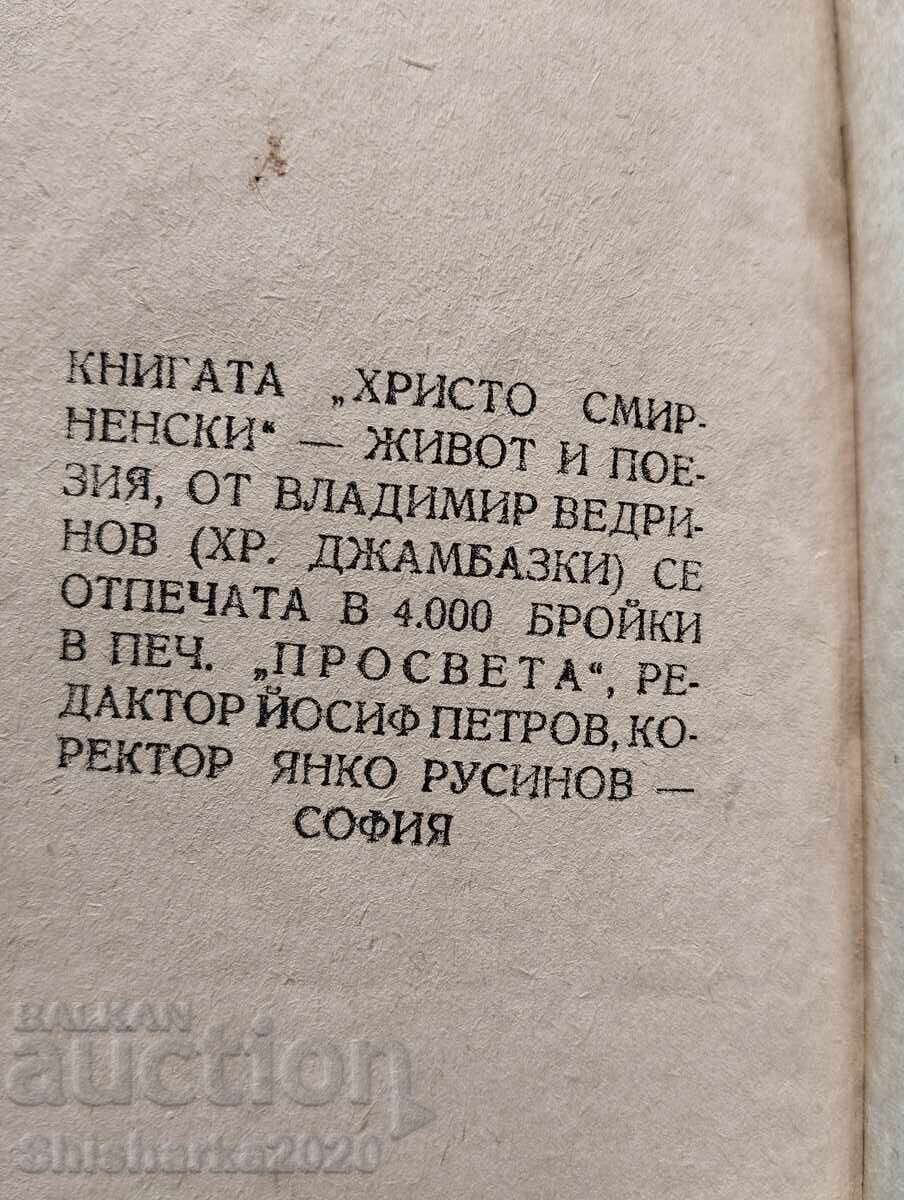 КНИГАТА „ХРИСТО СМИР-
НЕНСКИ“ — ЖИВОТ И ПОЕ-
ЗИЯ, ОТ ВЛАДИМИР ВЕДРИ-
НОВ (ХР. ДЖАМБАЗКИ) СЕ
ОТПЕЧАТА В 4.000 БРОЙКИ
В ПЕЧ. „ПРОСВЕТА“, РЕ-
ДАКТОР ЙОСИФ ПЕТРОВ, КО-
РЕКТОР ЯНКО РУСИНОВ —
СОФИЯ
BALKAN
auction
Shisharka2020